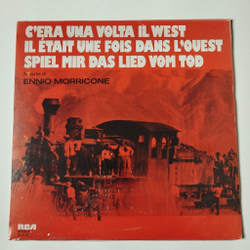 C'ERA UNA VOLTA IL WEST
IL ÉTAIT UNE FOIS DANS L'OUEST
SPIEL MIR DAS LIED VOM TOD
ENNIO MORRICONE
RCA